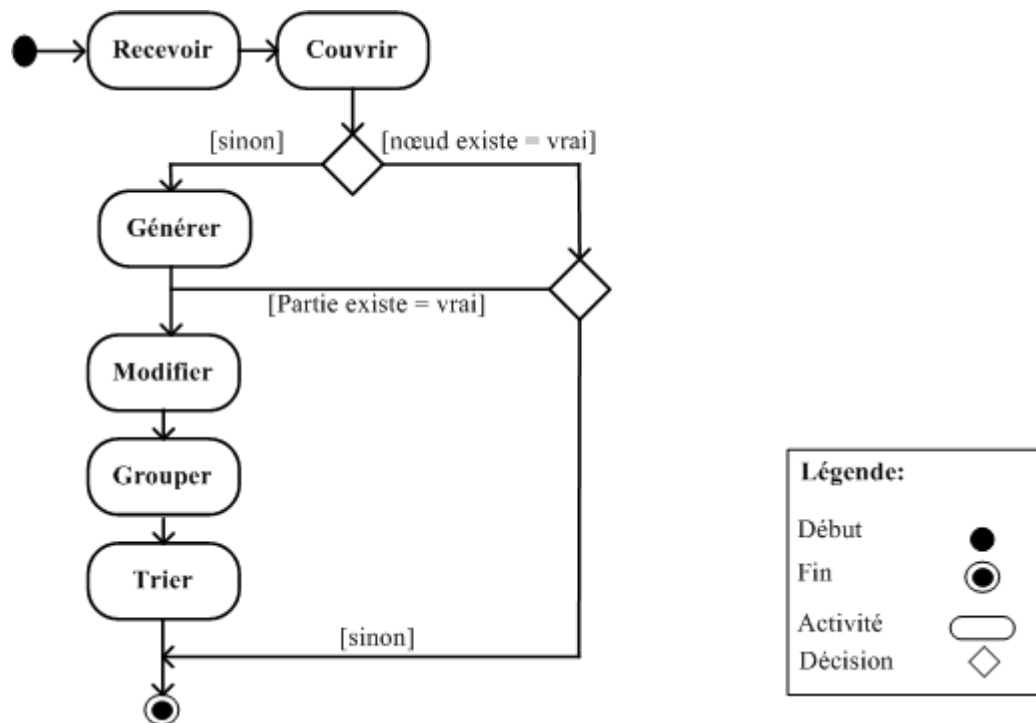 Recevoir
Couvrir
[sinon]
[nœud existe = vrai]
Générer
[Partie existe = vrai]
Modifier
Grouper
Trier
[sinon]
Légende:
Début
Fin
Activité
Décision